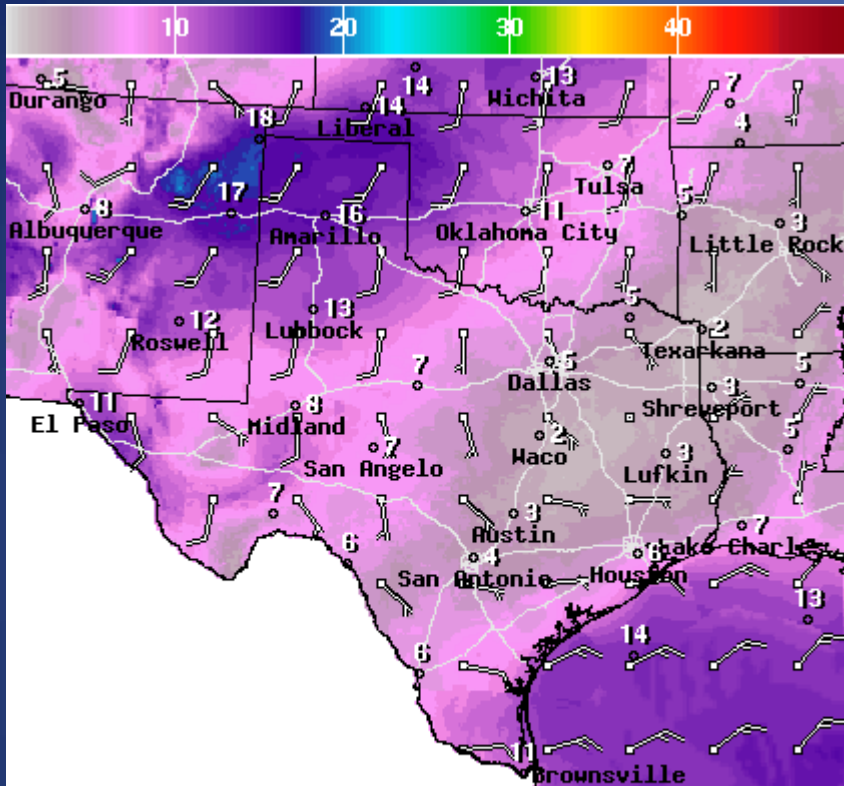 10 20 30 40
5 14 13 7
Durango Wichita
14
Liberal
18 4
7
Tulsa
8 17 16 11 5 3
Albuquerque Amarillo Oklahoma City Little Rock
12 13 5 2
Roswell Lubbock Texarkana
7 5 5
Dallas
11 8 3
El Paso Midland Shreveport
7 2 3 5
San Angelo Waco Lufkin
7 3 7
Austin
6 4 6 Lake Charles
San Antonio Houston
13
14
6
11
Brownsville